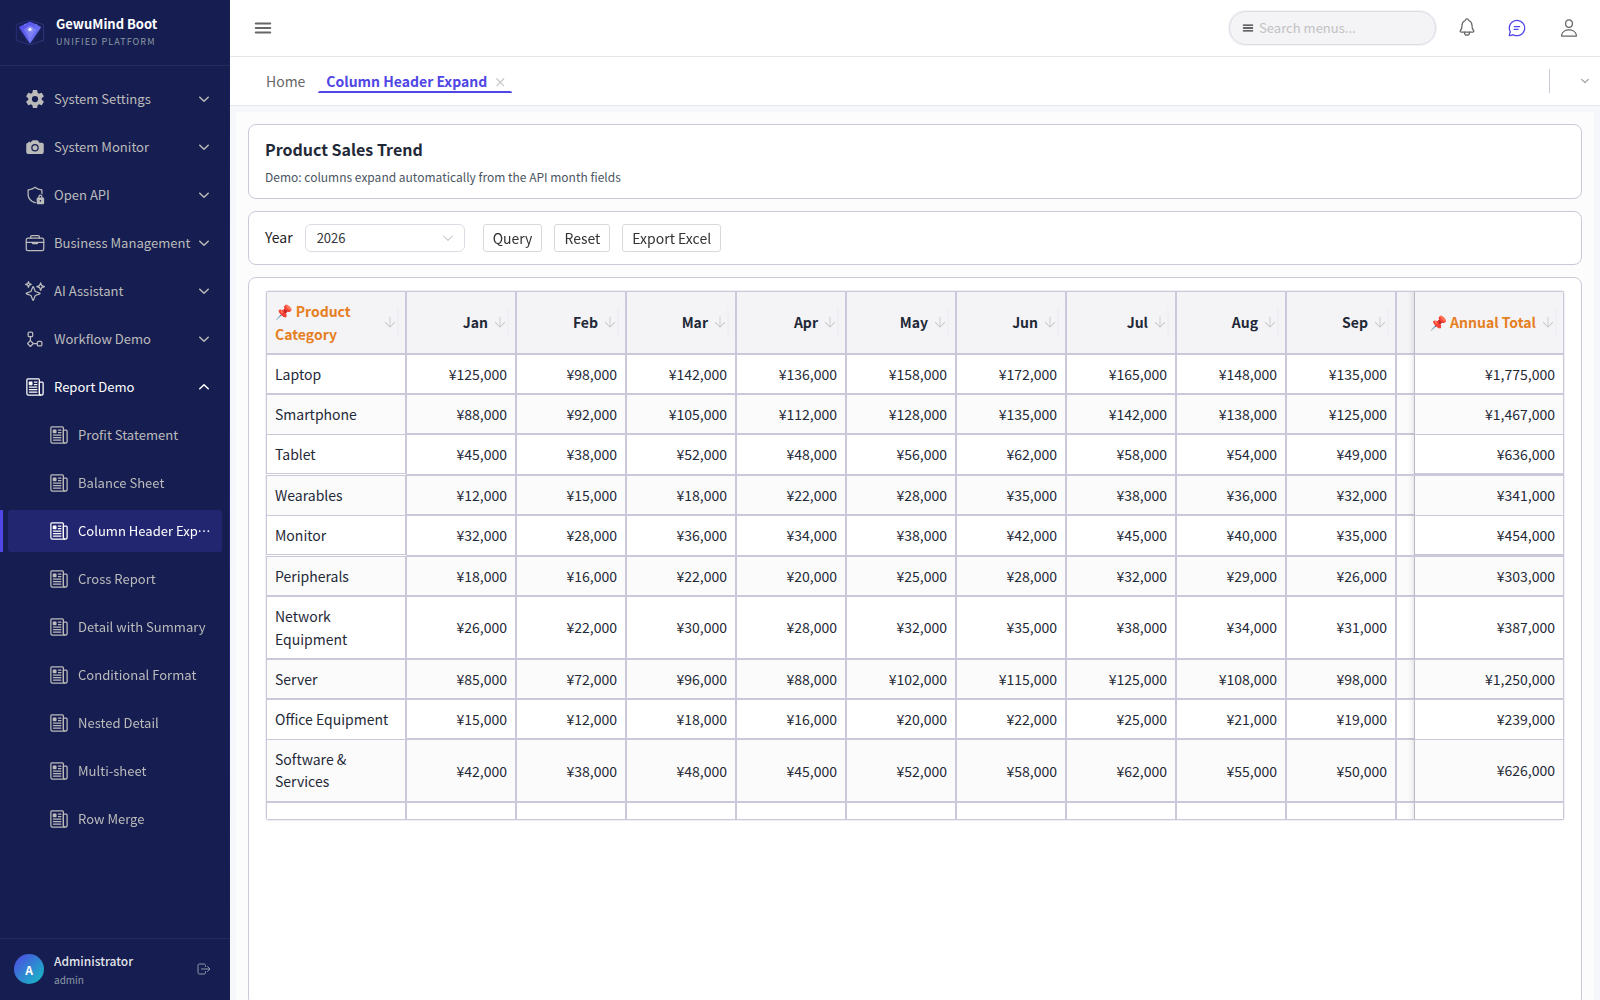 GewuMind Boot
UNIFIED PLATFORM
System Settings
System Monitor
Open API
Business Management
AI Assistant
Workflow Demo
Report Demo
Profit Statement
Balance Sheet
Column Header Exp···
Cross Report
Detail with Summary
Conditional Format
Nested Detail
Multi-sheet
Row Merge
A
Administrator
admin
Search menus...
Home Column Header Expand
Product Sales Trend
Demo: columns expand automatically from the API month fields
Year 2026 Query Reset Export Excel
📌 Product Category Jan Feb Mar Apr May Jun Jul Aug Sep 📌 Annual Total
Laptop ¥125,000 ¥98,000 ¥142,000 ¥136,000 ¥158,000 ¥172,000 ¥165,000 ¥148,000 ¥135,000 ¥1,775,000
Smartphone ¥88,000 ¥92,000 ¥105,000 ¥112,000 ¥128,000 ¥135,000 ¥142,000 ¥138,000 ¥125,000 ¥1,467,000
Tablet ¥45,000 ¥38,000 ¥52,000 ¥48,000 ¥56,000 ¥62,000 ¥58,000 ¥54,000 ¥49,000 ¥636,000
Wearables ¥12,000 ¥15,000 ¥18,000 ¥22,000 ¥28,000 ¥35,000 ¥38,000 ¥36,000 ¥32,000 ¥341,000
Monitor ¥32,000 ¥28,000 ¥36,000 ¥34,000 ¥38,000 ¥42,000 ¥45,000 ¥40,000 ¥35,000 ¥454,000
Peripherals ¥18,000 ¥16,000 ¥22,000 ¥20,000 ¥25,000 ¥28,000 ¥32,000 ¥29,000 ¥26,000 ¥303,000
Network Equipment ¥26,000 ¥22,000 ¥30,000 ¥28,000 ¥32,000 ¥35,000 ¥38,000 ¥34,000 ¥31,000 ¥387,000
Server ¥85,000 ¥72,000 ¥96,000 ¥88,000 ¥102,000 ¥115,000 ¥125,000 ¥108,000 ¥98,000 ¥1,250,000
Office Equipment ¥15,000 ¥12,000 ¥18,000 ¥16,000 ¥20,000 ¥22,000 ¥25,000 ¥21,000 ¥19,000 ¥239,000
Software & Services ¥42,000 ¥38,000 ¥48,000 ¥45,000 ¥52,000 ¥58,000 ¥62,000 ¥55,000 ¥50,000 ¥626,000